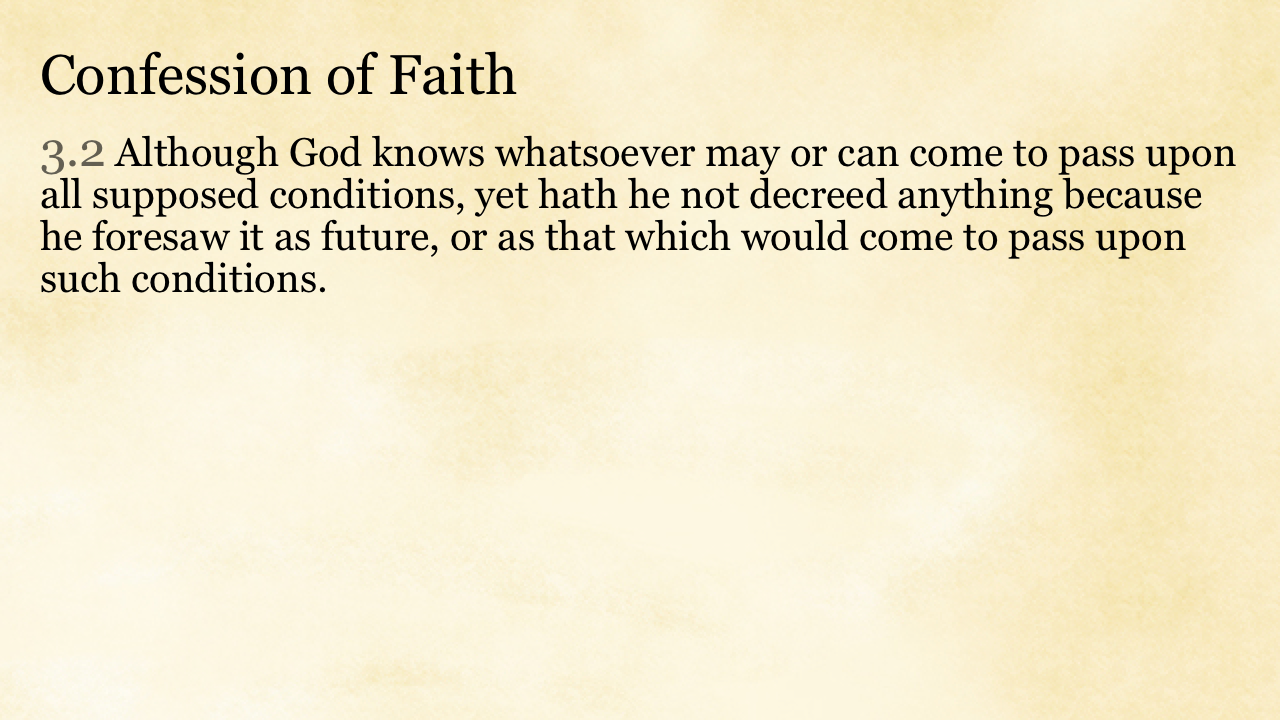 Confession of Faith
3.2 Although God knows whatsoever may or can come to pass upon
all supposed conditions, yet hath he not decreed anything because
he foresaw it as future, or as that which would come to pass upon
such conditions.